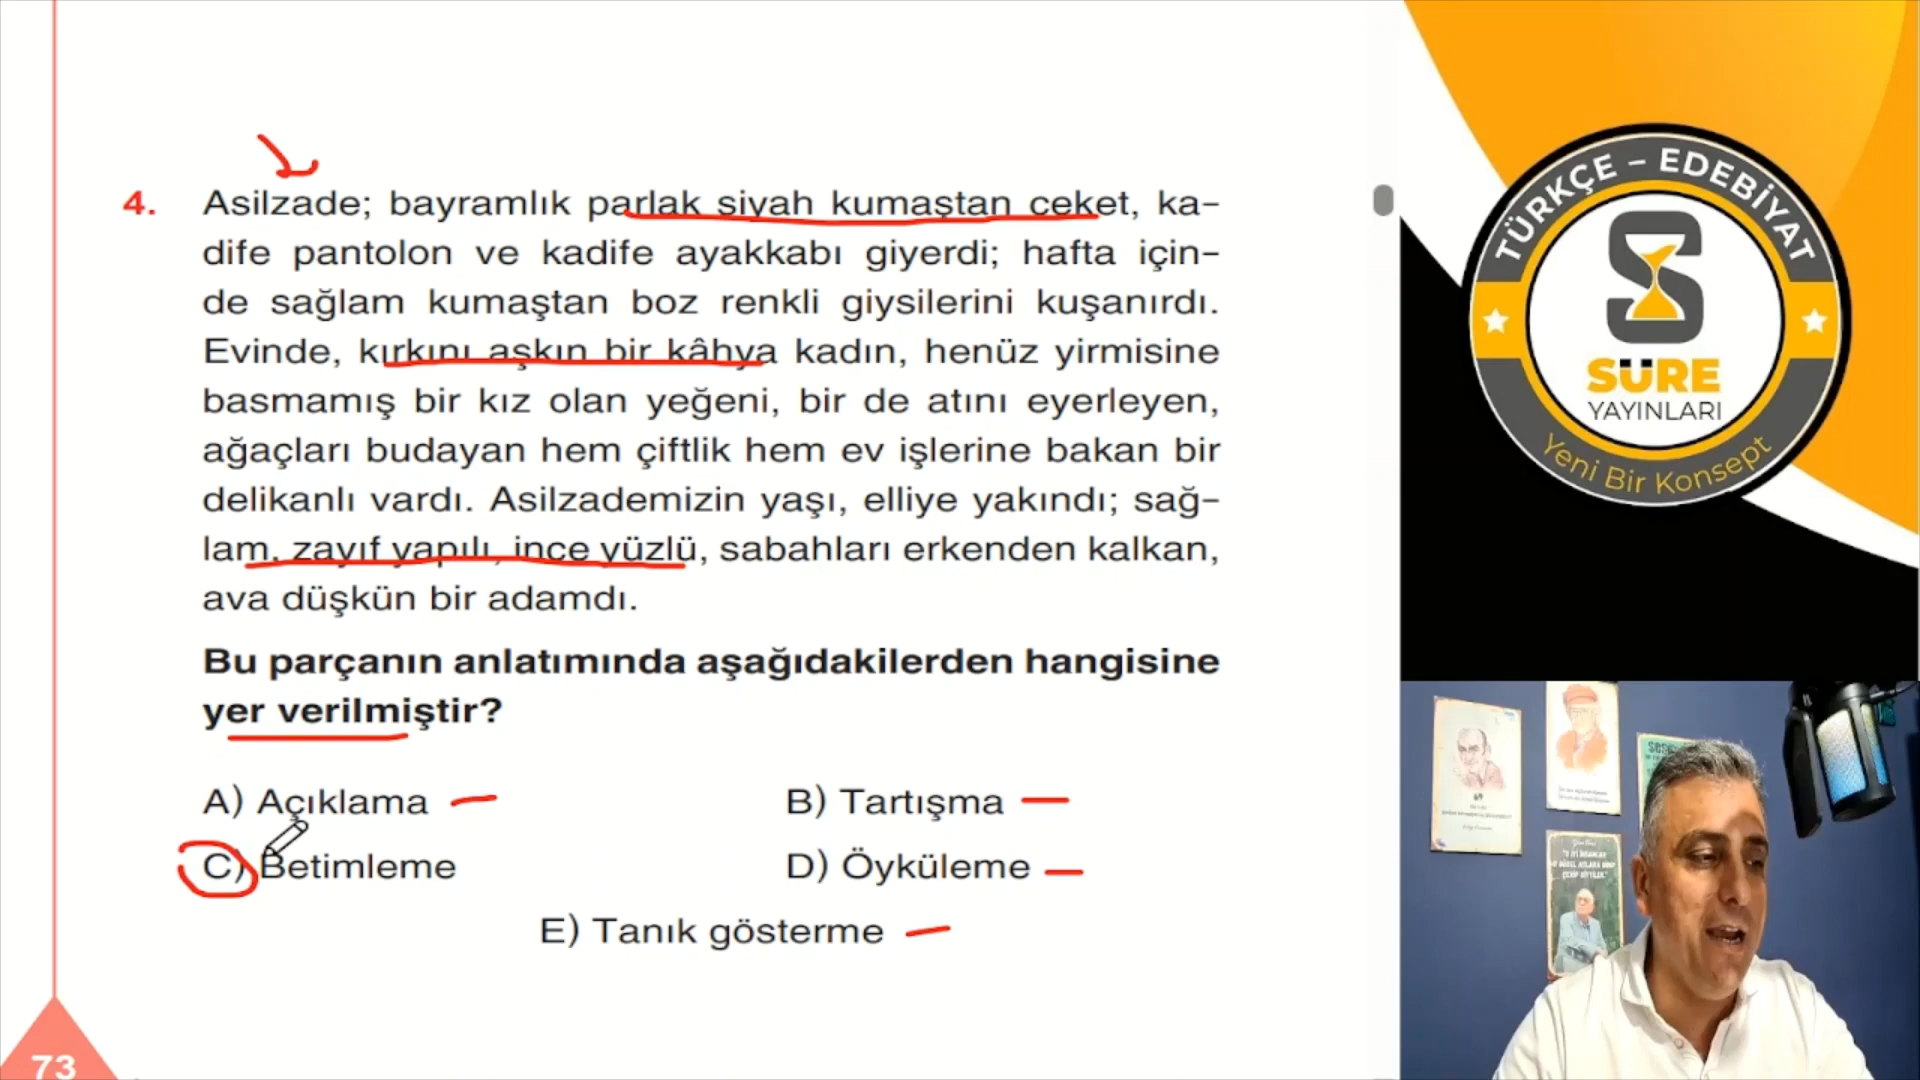 4. Asilzade; bayramlık parlak siyah kumaştan ceket, ka-
dife pantolon ve kadife ayakkabı giyerdi; hafta için-
de sağlam kumaştan boz renkli giysilerini kuşanırdı.
Evinde, kırkını aşkın bir kâhya kadın, henüz yirmisine
basmamış bir kız olan yeğeni, bir de atını eyerleyen,
ağaçları budayan hem çiftlik hem ev işlerine bakan bir
delikanlı vardı. Asilzademizin yaşı, elliye yakındı; sağ-
lam, zayıf yapılı, ince yüzlü, sabahları erkenden kalkan,
ava düşkün bir adamdı.
Bu parçanın anlatımında aşağıdakilerden hangisine
yer verilmiştir?
A) Açıklama
B) Tartışma
C) Betimleme
D) Öyküleme
E) Tanık gösterme
73
TÜRKÇE – EDEBİYAT
SÜRE
YAYINLARI
Yeni Bir Konsept